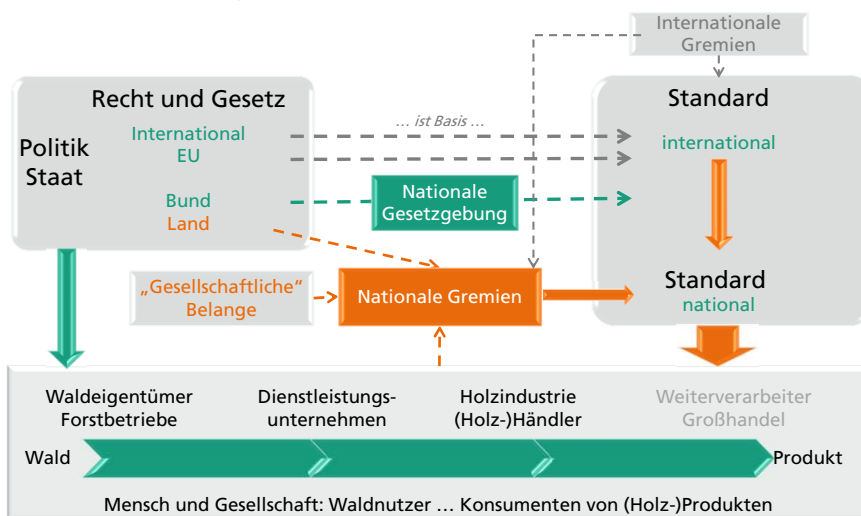 Internationale
Gremien
Recht und Gesetz
Standard
… ist Basis …
International
EU
international
Politik
Staat
Bund
Land
Nationale
Gesetzgebung
„Gesellschaftliche“
Belange
Nationale Gremien
Standard
national
Waldeigentümer
Forstbetriebe
Dienstleistungs-
unternehmen
Holzindustrie
(Holz-)Händler
Weiterverarbeiter
Großhandel
Wald
Produkt
Mensch und Gesellschaft: Waldnutzer … Konsumenten von (Holz-)Produkten